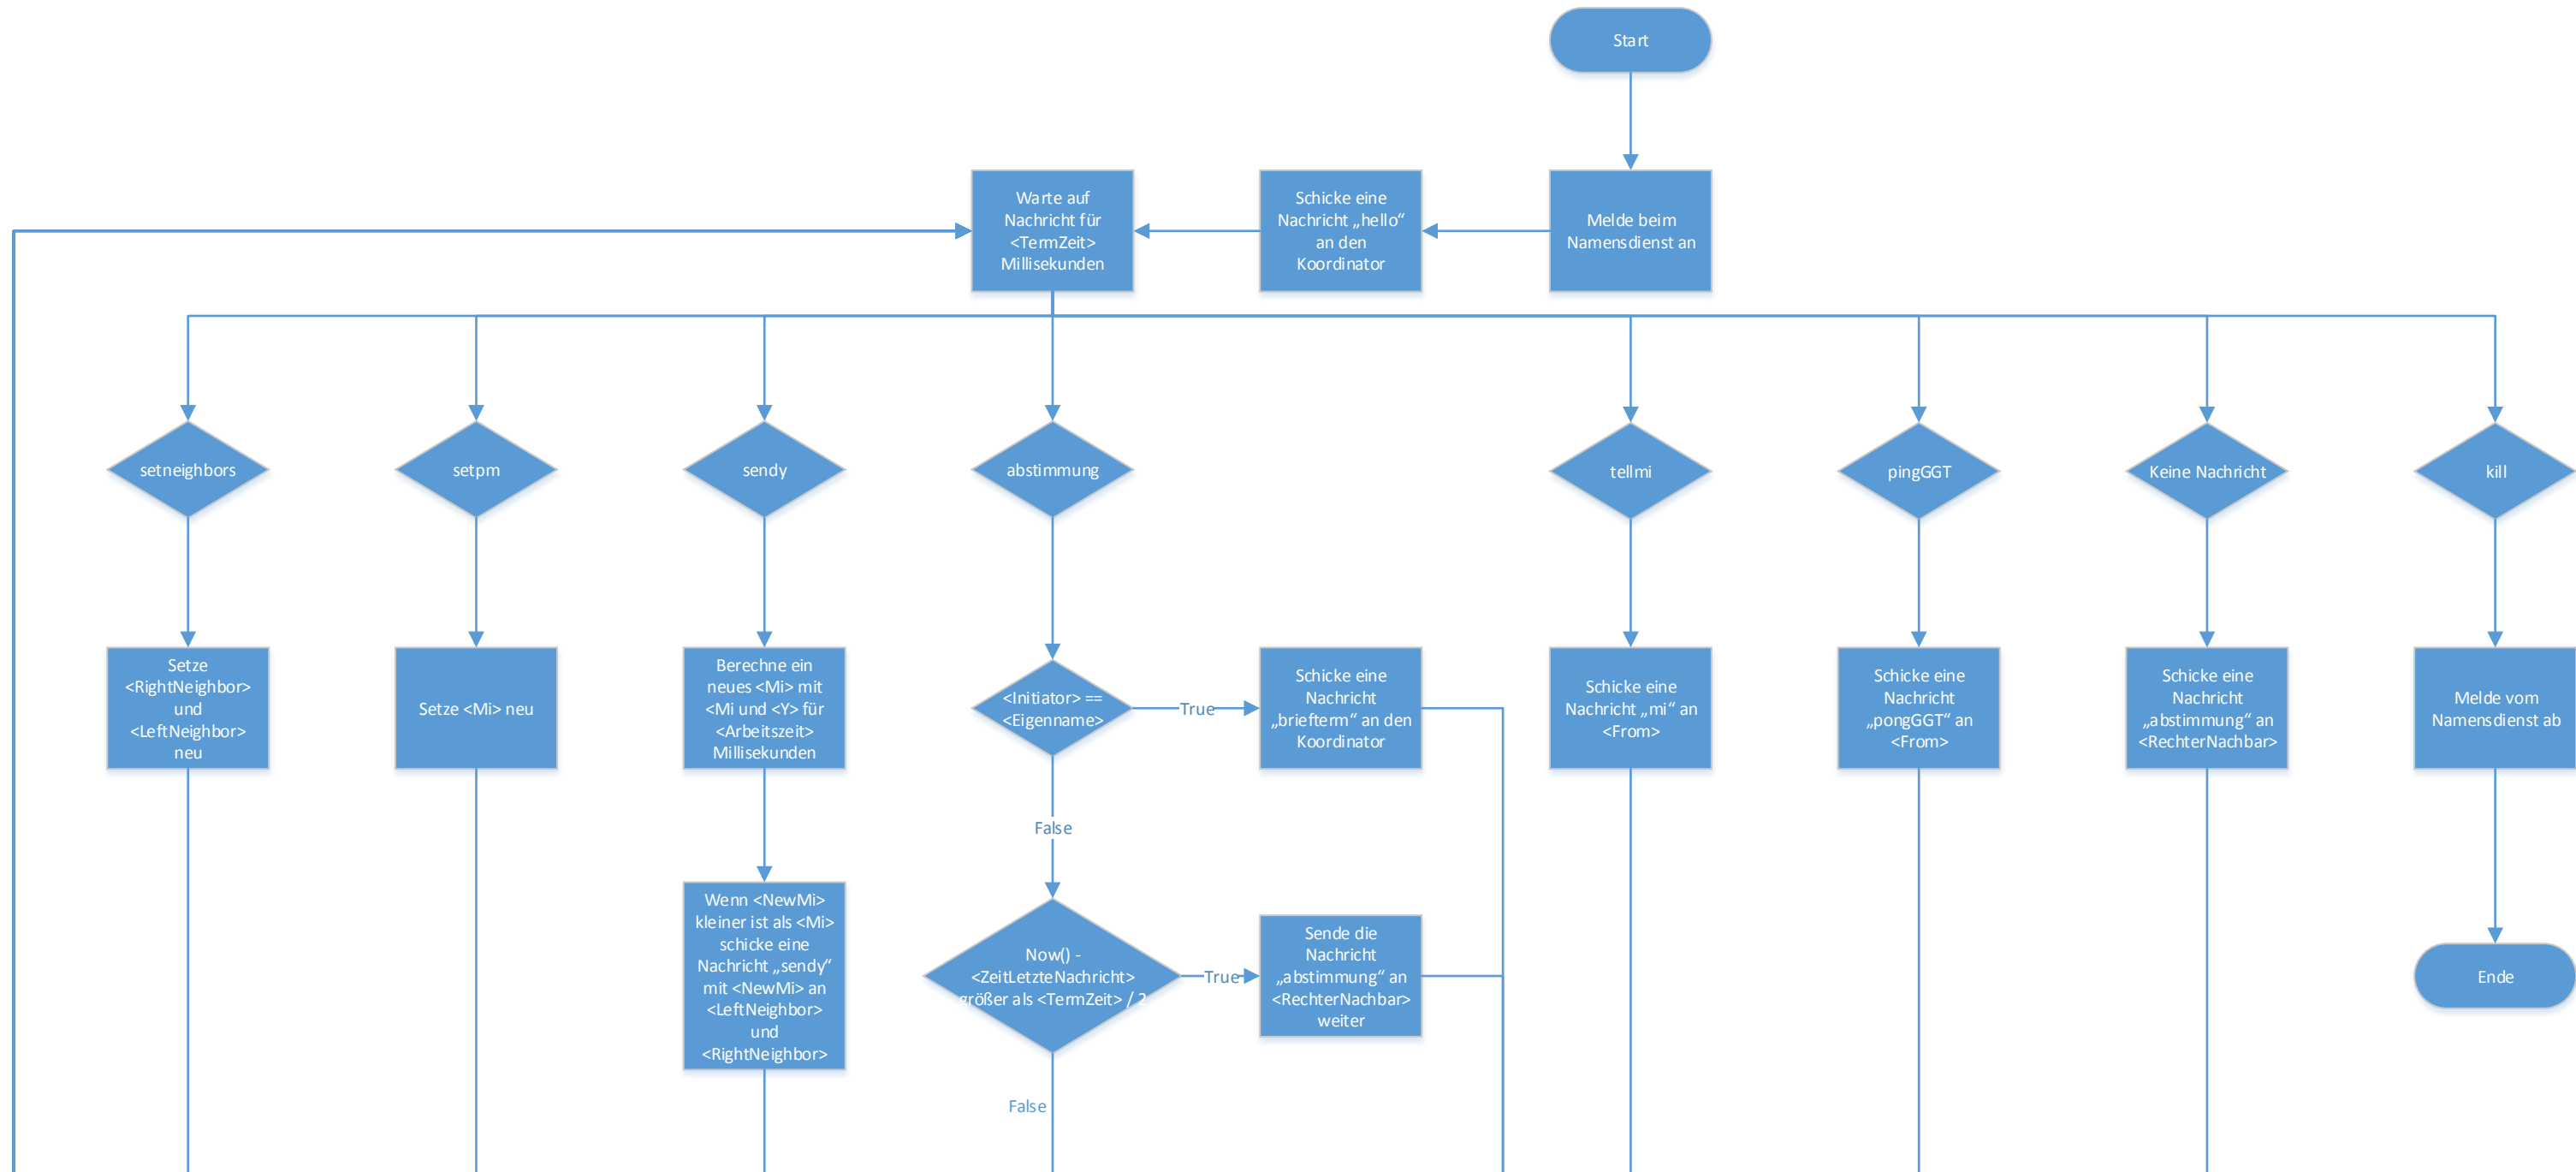 Start
Warte auf
Nachricht für
<TermZeit>
Millisekunden
Schicke eine
Nachricht „hello“
an den
Koordinator
Melde beim
Namensdienst an
setneighbors
setpm
sendy
abstimmung
tellmi
pingGGT
Keine Nachricht
kill
Setze
<RightNeighbor>
und
<LeftNeighbor>
neu
Setze <Mi> neu
Berechne ein
neues <Mi> mit
<Mi und <Y> für
<Arbeitszeit>
Millisekunden
<Initiator> ==
<Eigenname>
True
Schicke eine
Nachricht
„briefterm“ an den
Koordinator
Schicke eine
Nachricht „mi“ an
<From>
Schicke eine
Nachricht
„pongGGT“ an
<From>
Schicke eine
Nachricht
„abstimmung“ an
<RechterNachbar>
Melde vom
Namensdienst ab
False
Wenn <NewMi>
kleiner ist als <Mi>
schicke eine
Nachricht „sendy“
mit <NewMi> an
<LeftNeighbor>
und
<RightNeighbor>
Now() -
<ZeitLetzteNachricht>
größer als <TermZeit> / 2
True
Sende die
Nachricht
„abstimmung“ an
<RechterNachbar>
weiter
Ende
False